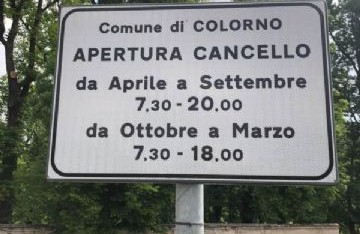 Comune di COLORNO
APERTURA CANCELLO
da Aprile a Settembre
7.30 - 20.00
da Ottobre a Marzo
7.30 - 18.00